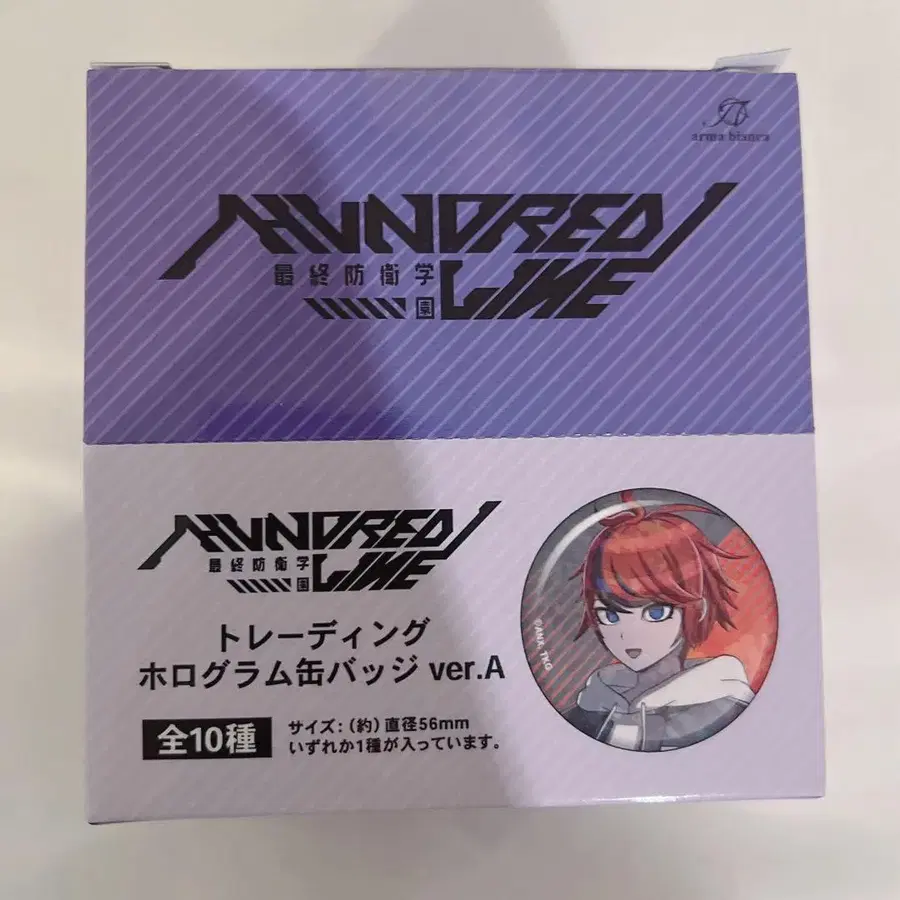 arma bianca
HUNDRED
最終防衛学
園 LINE
HUNDRED
最終防衛学
園 LINE
トレーディング
ホログラム缶バッジ ver.A
全10種
サイズ：（約）直径56mm
いずれか1種が入っています。
©ANX, TKG